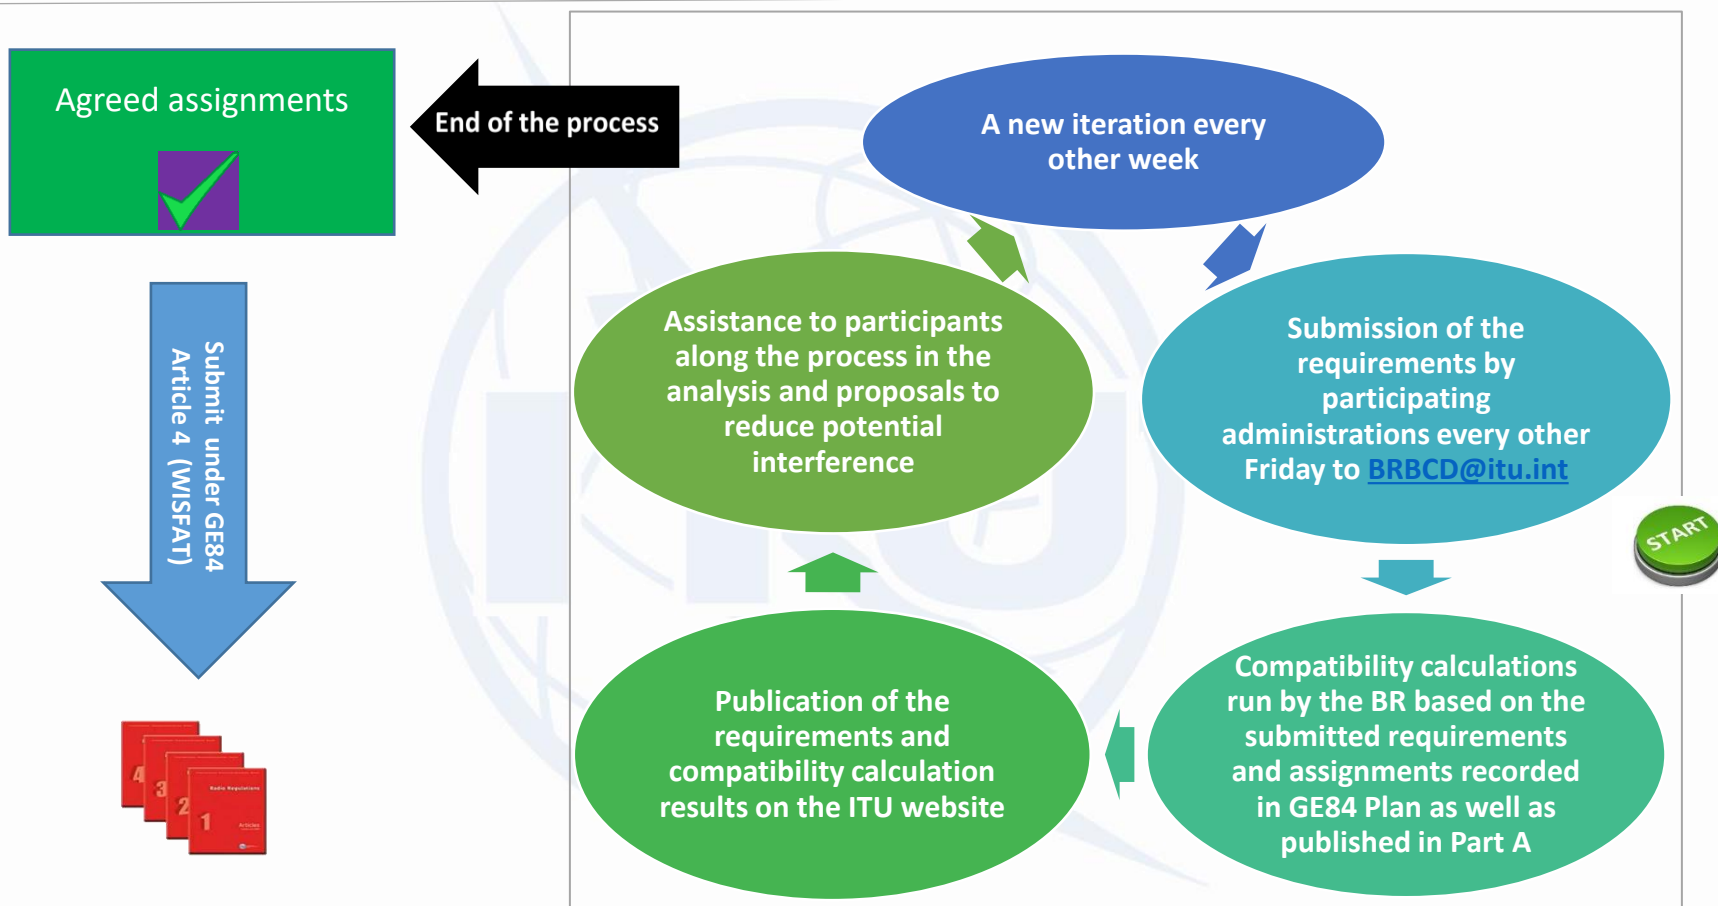 Agreed assignments
End of the process
A new iteration every
other week
Submission of the
requirements by
participating
administrations every other
Friday to BRBCD@itu.int
START
Compatibility calculations
run by the BR based on the
submitted requirements
and assignments recorded
in GE84 Plan as well as
published in Part A
Publication of the
requirements and
compatibility calculation
results on the ITU website
Assistance to participants
along the process in the
analysis and proposals to
reduce potential
interference
Submit under GE84
Article 4 (WISFAT)
4
3
2
Radio Regulations
1
Articles
ITU